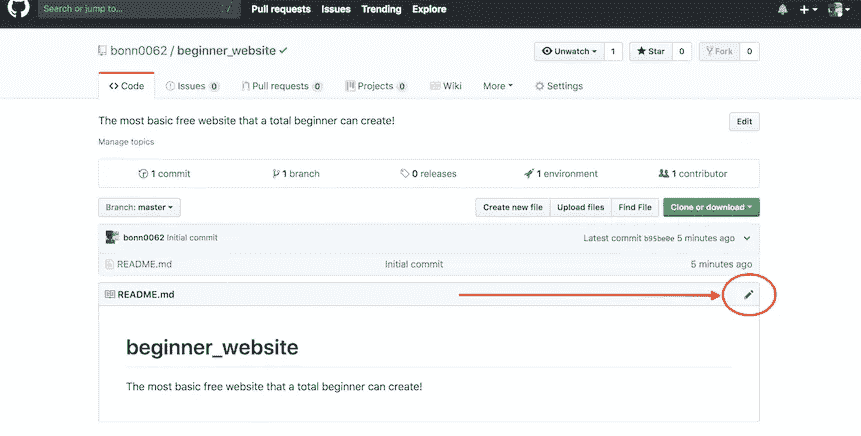 Search or jump to... / Pull requests Issues Trending Explore
bonn0062 / beginner_website Unwatch 1 Star 0 Fork 0
Code Issues 0 Pull requests 0 Projects 0 Wiki More Settings
The most basic free website that a total beginner can create! Edit
Manage topics
1 commit 1 branch 0 releases 1 environment 1 contributor
Branch: master Create new file Upload files Find File Clone or download
bonn0062 Initial commit Latest commit b95be0e 5 minutes ago
README.md Initial commit 5 minutes ago
README.md
beginner_website
The most basic free website that a total beginner can create!